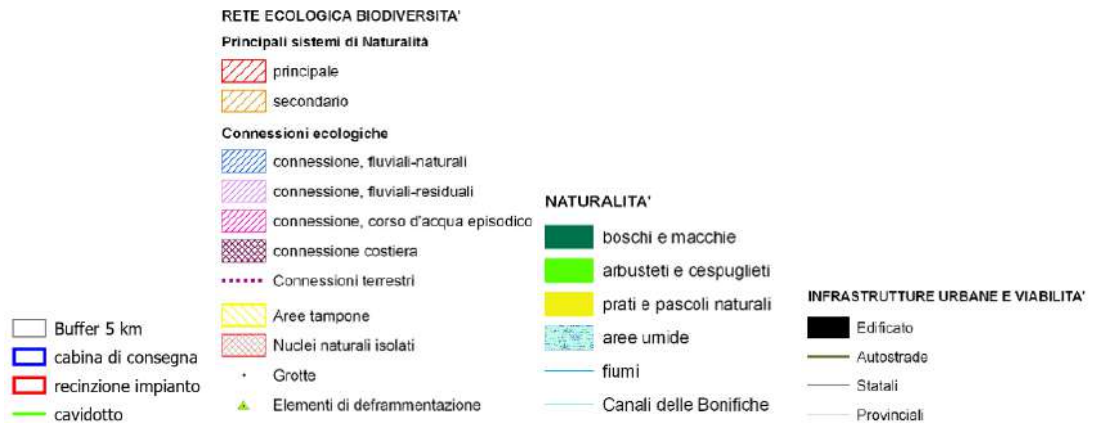 RETE ECOLOGICA BIODIVERSITA'
Principali sistemi di Naturalità
principale
secondario
Connessioni ecologiche
connessione, fluviali-naturali
connessione, fluviali-residuali
connessione, corso d'acqua episodico
connessione costiera
Connessioni terrestri
Aree tampone
Nuclei naturali isolati
Grotte
Elementi di deframmentazione
Buffer 5 km
cabina di consegna
recinzione impianto
cavidotto
NATURALITA'
boschi e macchie
arbusteti e cespuglieti
prati e pascoli naturali
aree umide
fiumi
Canali delle Bonifiche
INFRASTRUTTURE URBANE E VIABILITA'
Edificato
Autostrade
Statali
Provinciali